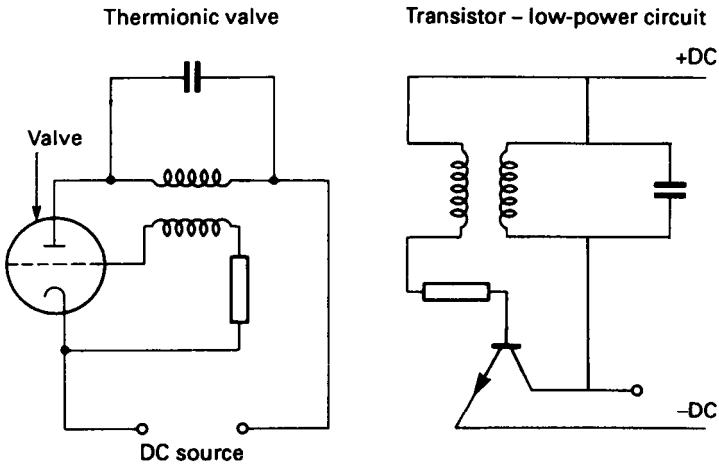 Thermionic valve
Transistor – low-power circuit
+DC
Valve
–DC
DC source